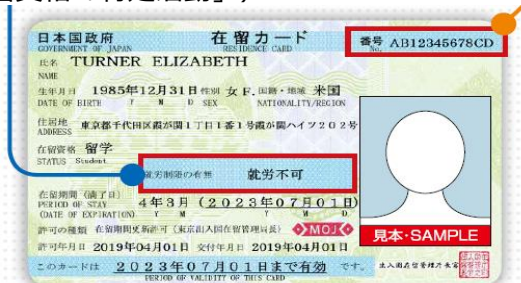 日本国政府 在留カード 番号 AB12345678CD
GOVERNMENT OF JAPAN RESIDENCE CARD No.
氏名 TURNER ELIZABETH
NAME
生年月日 1985年12月31日 性別 女 F. 国籍・地域 米国
DATE OF BIRTH Y M D SEX NATIONALITY/REGION
住居地 東京都千代田区霞が関1丁目1番1号霞が関ハイツ202号
ADDRESS
在留資格 留学
STATUS Student
就労制限の有無 就労不可
在留期間(満了日) 4年3月(2023年07月01日)
PERIOD OF STAY Y M Y M D
(DATE OF EXPIRATION)
許可の種類 在留期間更新許可(東京出入国在留管理局長) MOJ
見本・SAMPLE
許可年月日 2019年04月01日 交付年月日 2019年04月01日
このカードは 2023年07月01日まで有効 です。 出入国在留管理庁長官
PERIOD OF VALIDITY OF THIS CARD